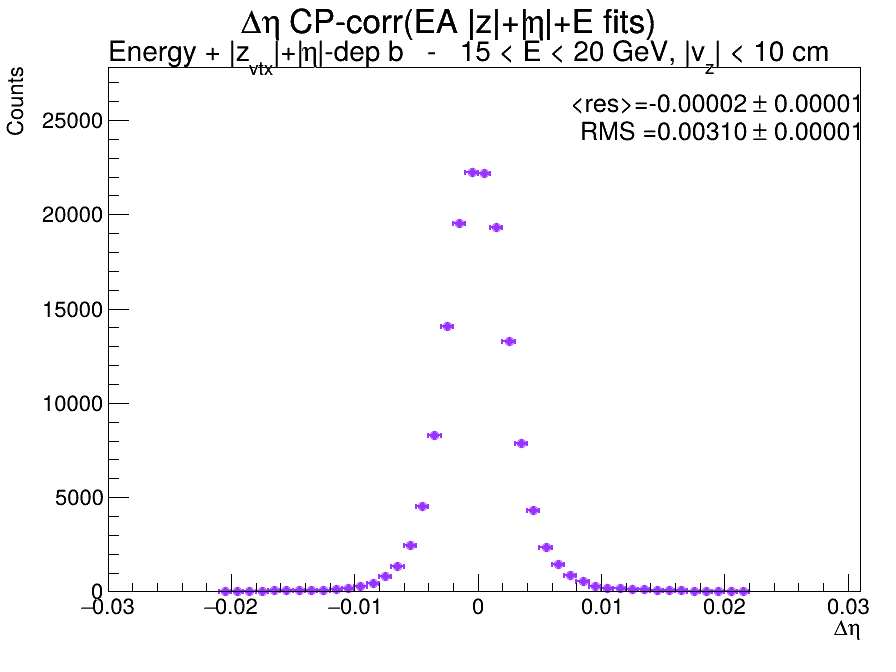 Δη CP-corr(EA |z|+|η|+E fits)
Energy + |z_vtx|+|η|-dep b - 15 < E < 20 GeV, |v_z| < 10 cm
<res>=-0.00002 ± 0.00001
RMS =0.00310 ± 0.00001
Counts
25000
20000
15000
10000
5000
0
−0.03 −0.02 −0.01 0 0.01 0.02 0.03
Δη